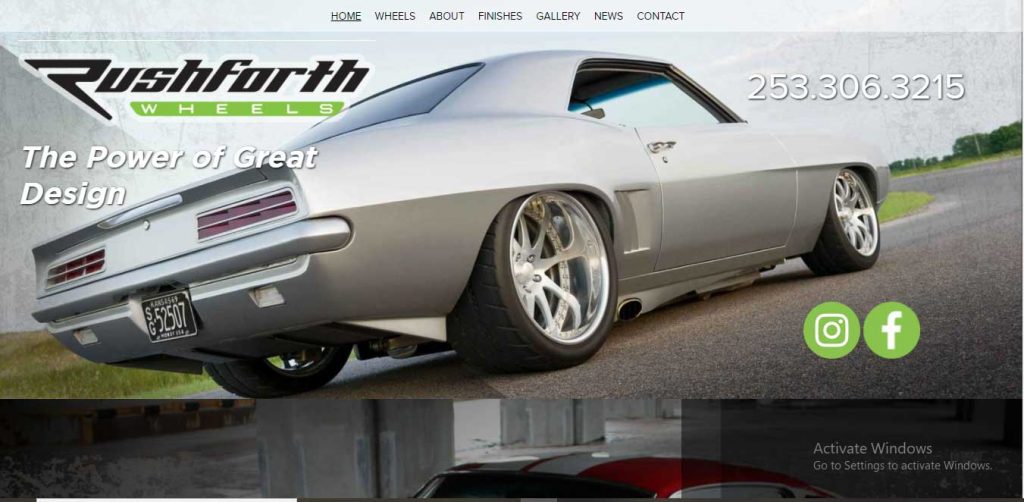 HOME WHEELS ABOUT FINISHES GALLERY NEWS CONTACT
Rushforth
WHEELS
253.306.3215
The Power of Great
Design
KANSAS 69
SG 52507
Activate Windows
Go to Settings to activate Windows.